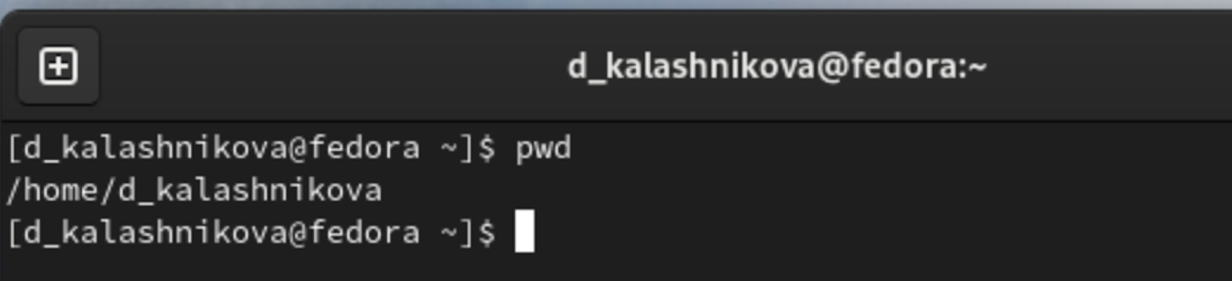 d_kalashnikova@fedora:~
[d_kalashnikova@fedora ~]$ pwd
/home/d_kalashnikova
[d_kalashnikova@fedora ~]$